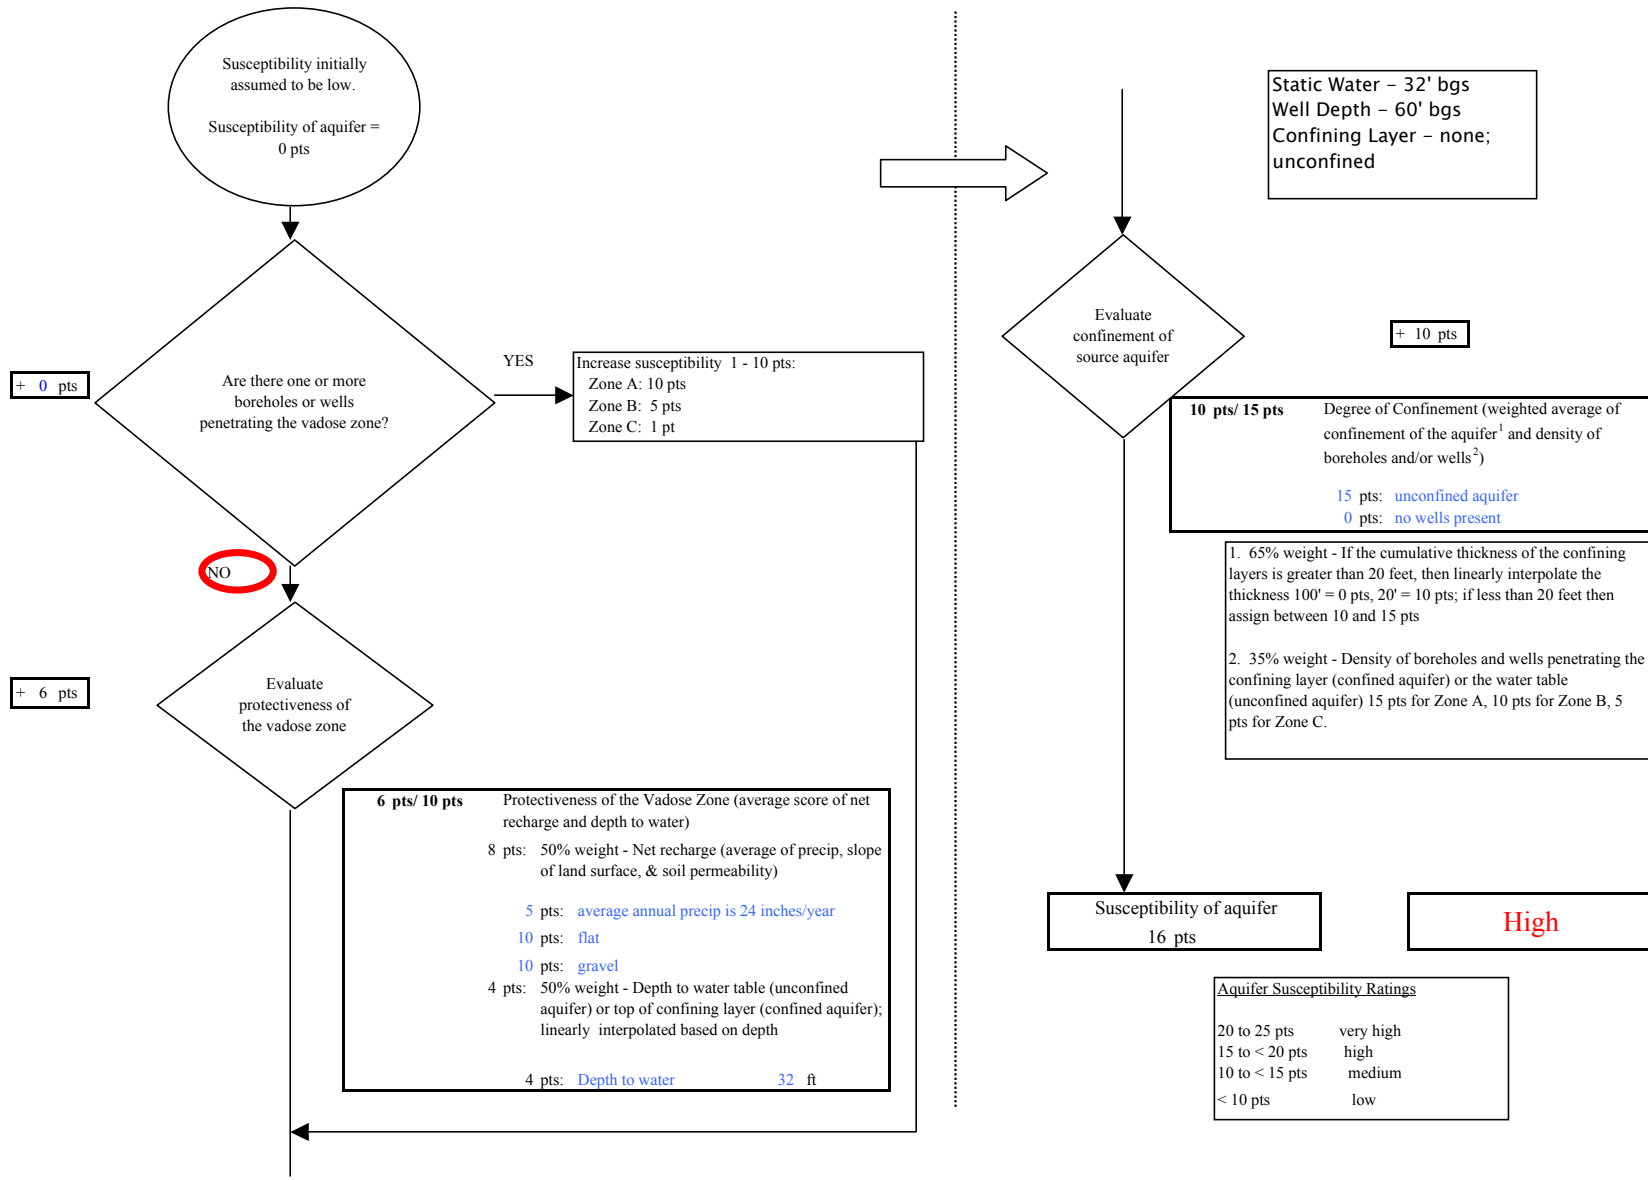 Susceptibility initially
assumed to be low.
Susceptibility of aquifer =
0 pts
+ 0 pts
Are there one or more
boreholes or wells
penetrating the vadose zone?
YES
Increase susceptibility 1 - 10 pts:
Zone A: 10 pts
Zone B: 5 pts
Zone C: 1 pt
NO
+ 6 pts
Evaluate
protectiveness of
the vadose zone
6 pts/ 10 pts Protectiveness of the Vadose Zone (average score of net
recharge and depth to water)
8 pts: 50% weight - Net recharge (average of precip, slope
of land surface, & soil permeability)
5 pts: average annual precip is 24 inches/year
10 pts: flat
10 pts: gravel
4 pts: 50% weight - Depth to water table (unconfined
aquifer) or top of confining layer (confined aquifer);
linearly interpolated based on depth
4 pts: Depth to water 32 ft
Static Water – 32' bgs
Well Depth – 60' bgs
Confining Layer – none;
unconfined
Evaluate
confinement of
source aquifer
+ 10 pts
10 pts/ 15 pts Degree of Confinement (weighted average of
confinement of the aquifer1 and density of
boreholes and/or wells2)
15 pts: unconfined aquifer
0 pts: no wells present
1. 65% weight - If the cumulative thickness of the confining
layers is greater than 20 feet, then linearly interpolate the
thickness 100' = 0 pts, 20' = 10 pts; if less than 20 feet then
assign between 10 and 15 pts
2. 35% weight - Density of boreholes and wells penetrating the
confining layer (confined aquifer) or the water table
(unconfined aquifer) 15 pts for Zone A, 10 pts for Zone B, 5
pts for Zone C.
Susceptibility of aquifer
16 pts
High
Aquifer Susceptibility Ratings
20 to 25 pts very high
15 to < 20 pts high
10 to < 15 pts medium
< 10 pts low